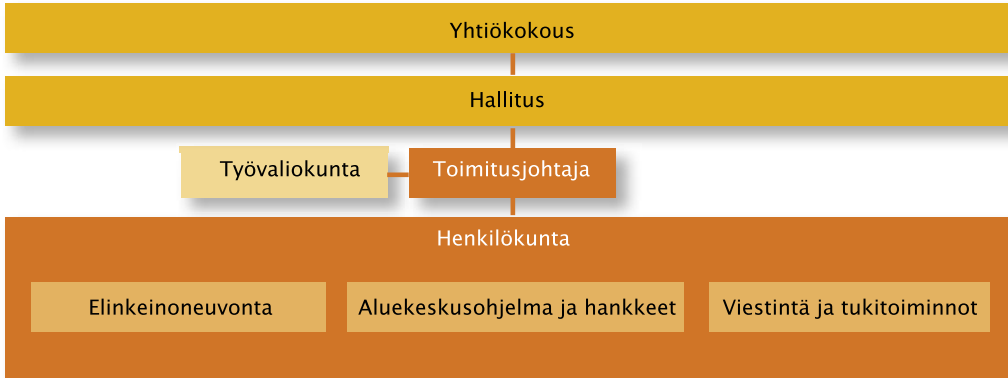 Yhtiökokous
Hallitus
Työvaliokunta
Toimitusjohtaja
Henkilökunta
Elinkeinoneuvonta
Aluekeskusohjelma ja hankkeet
Viestintä ja tukitoiminnot